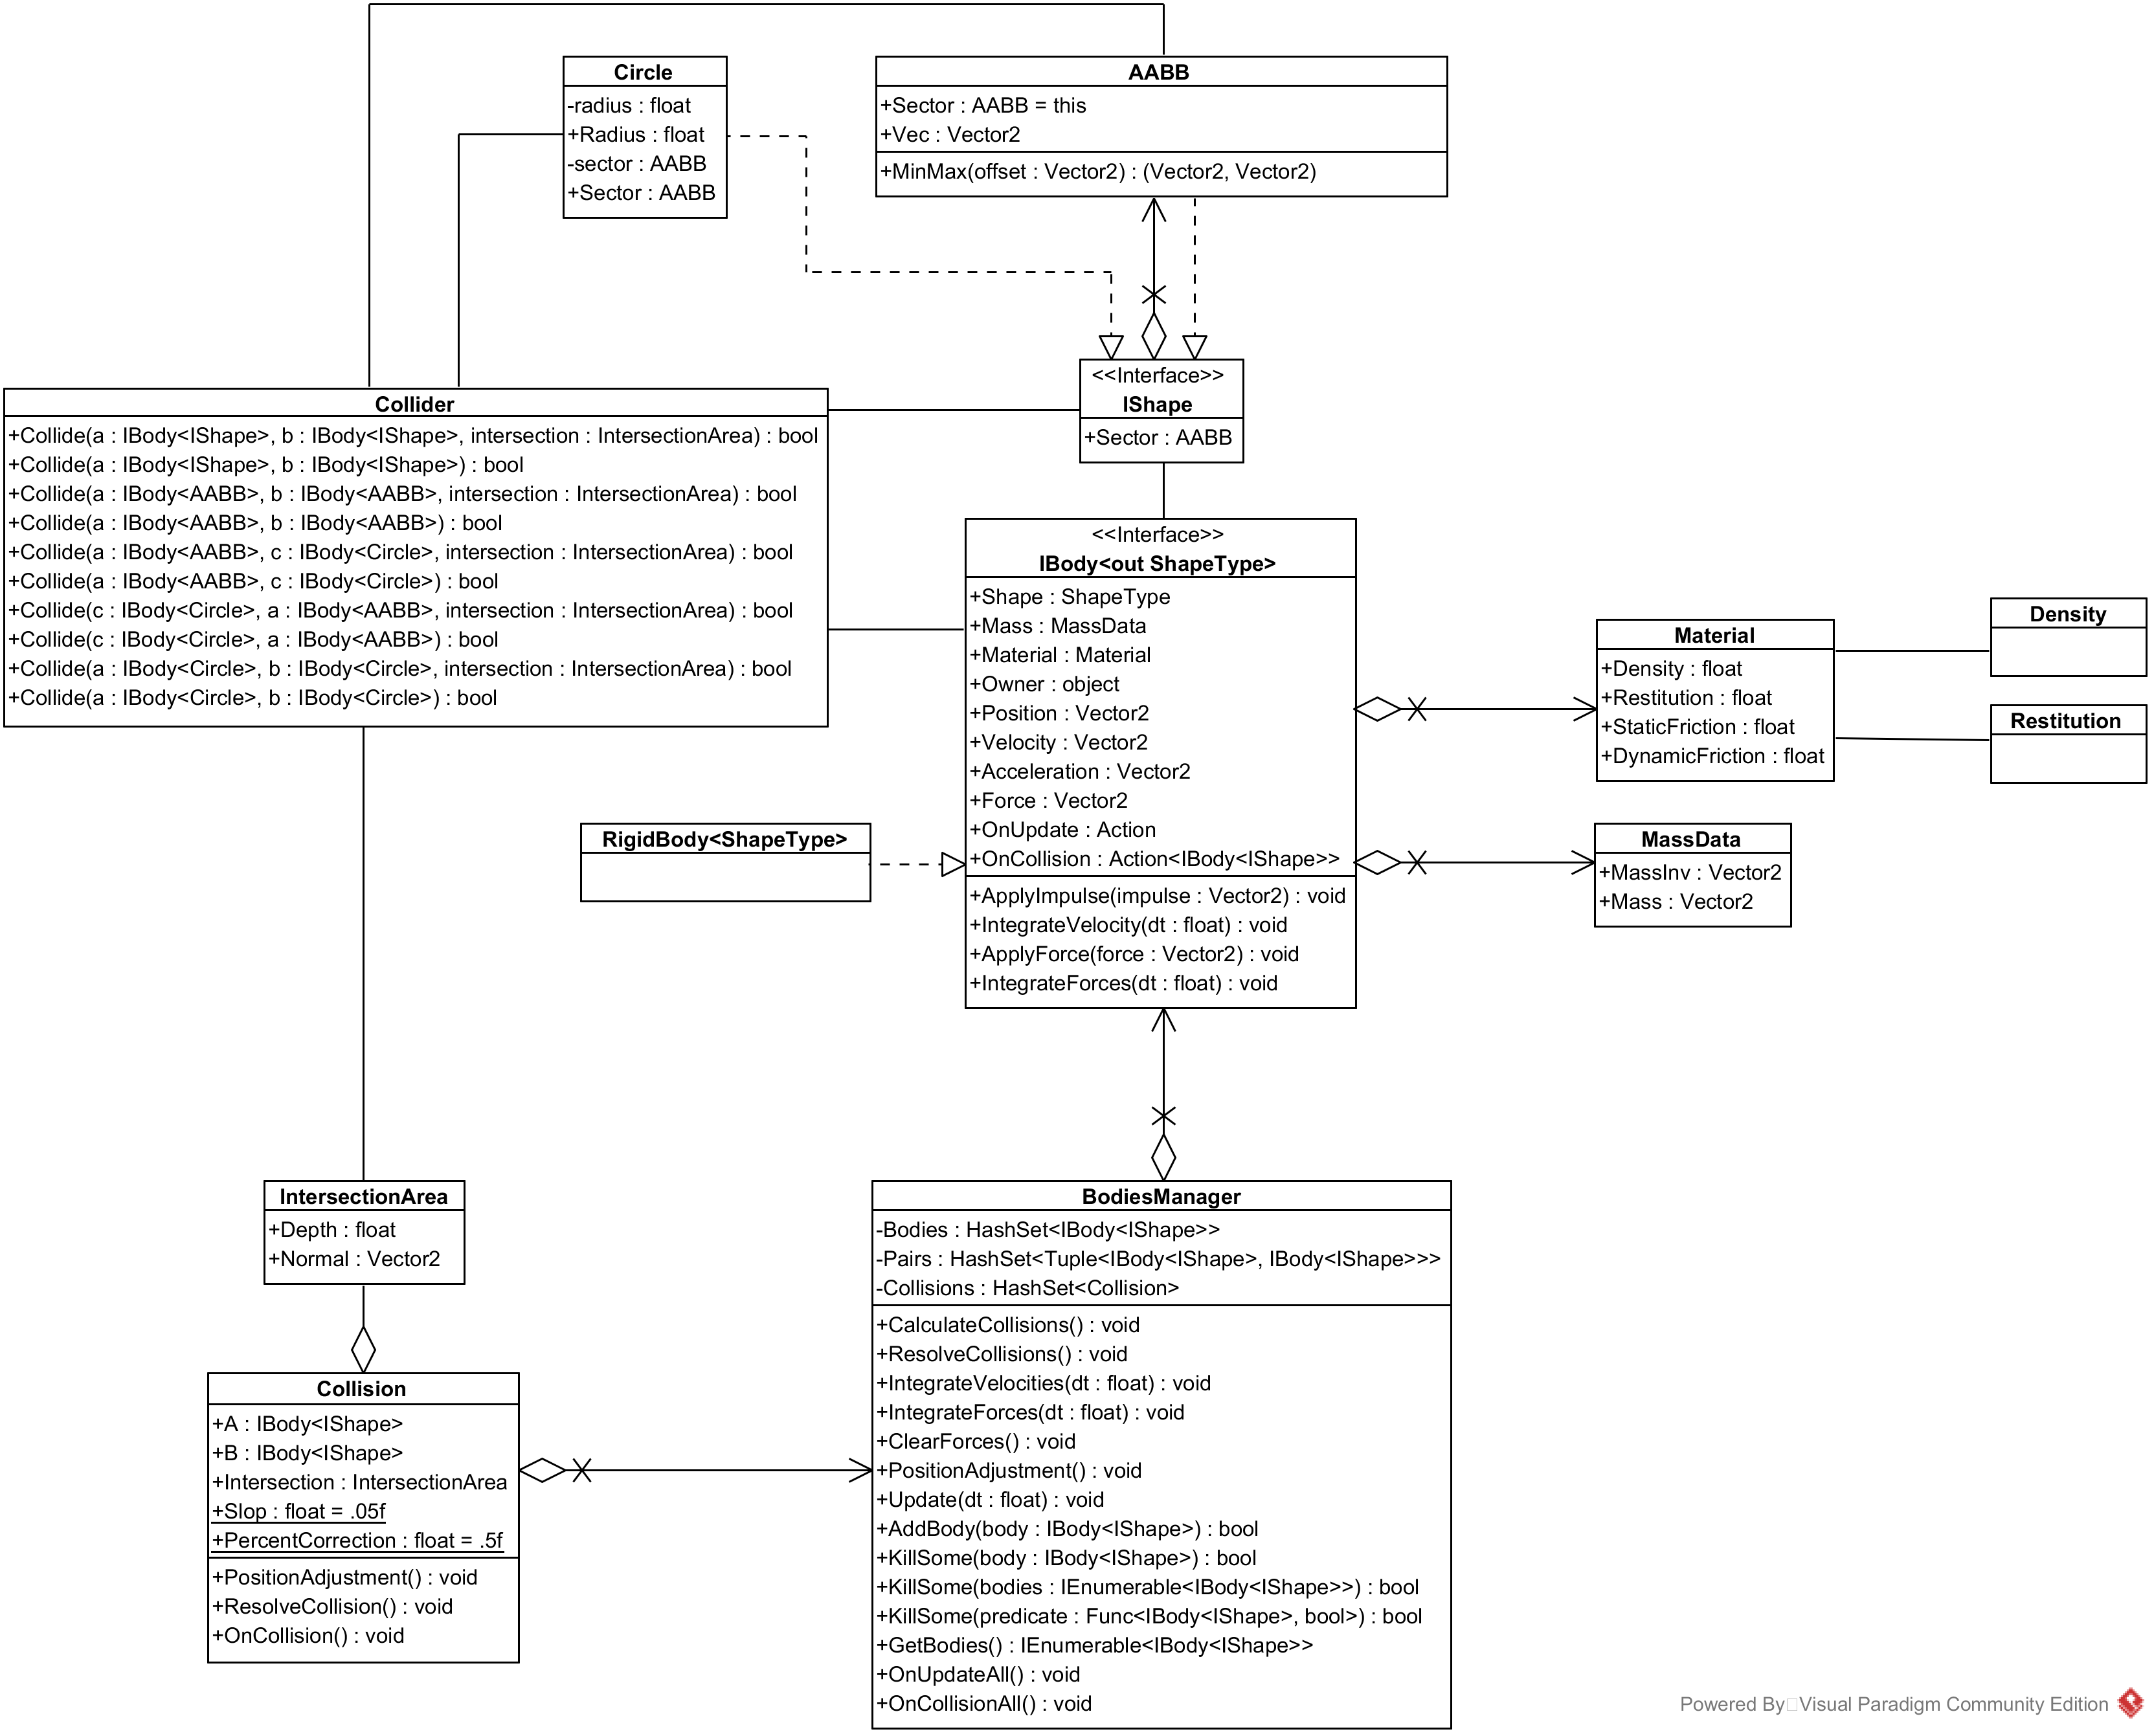 Circle
-radius : float
+Radius : float
-sector : AABB
+Sector : AABB
AABB
+Sector : AABB = this
+Vec : Vector2
+MinMax(offset : Vector2) : (Vector2, Vector2)
<<Interface>>
IShape
+Sector : AABB
Collider
+Collide(a : IBody<IShape>, b : IBody<IShape>, intersection : IntersectionArea) : bool
+Collide(a : IBody<IShape>, b : IBody<IShape>) : bool
+Collide(a : IBody<AABB>, b : IBody<AABB>, intersection : IntersectionArea) : bool
+Collide(a : IBody<AABB>, b : IBody<AABB>) : bool
+Collide(a : IBody<AABB>, c : IBody<Circle>, intersection : IntersectionArea) : bool
+Collide(a : IBody<AABB>, c : IBody<Circle>) : bool
+Collide(c : IBody<Circle>, a : IBody<AABB>, intersection : IntersectionArea) : bool
+Collide(c : IBody<Circle>, a : IBody<AABB>) : bool
+Collide(a : IBody<Circle>, b : IBody<Circle>, intersection : IntersectionArea) : bool
+Collide(a : IBody<Circle>, b : IBody<Circle>) : bool
<<Interface>>
IBody<out ShapeType>
+Shape : ShapeType
+Mass : MassData
+Material : Material
+Owner : object
+Position : Vector2
+Velocity : Vector2
+Acceleration : Vector2
+Force : Vector2
+OnUpdate : Action
+OnCollision : Action<IBody<IShape>>
+ApplyImpulse(impulse : Vector2) : void
+IntegrateVelocity(dt : float) : void
+ApplyForce(force : Vector2) : void
+IntegrateForces(dt : float) : void
Material
+Density : float
+Restitution : float
+StaticFriction : float
+DynamicFriction : float
Density
Restitution
RigidBody<ShapeType>
MassData
+MassInv : Vector2
+Mass : Vector2
IntersectionArea
+Depth : float
+Normal : Vector2
BodiesManager
-Bodies : HashSet<IBody<IShape>>
-Pairs : HashSet<Tuple<IBody<IShape>, IBody<IShape>>>
-Collisions : HashSet<Collision>
+CalculateCollisions() : void
+ResolveCollisions() : void
+IntegrateVelocities(dt : float) : void
+IntegrateForces(dt : float) : void
+ClearForces() : void
+PositionAdjustment() : void
+Update(dt : float) : void
+AddBody(body : IBody<IShape>) : bool
+KillSome(body : IBody<IShape>) : bool
+KillSome(bodies : IEnumerable<IBody<IShape>>) : bool
+KillSome(predicate : Func<IBody<IShape>, bool>) : bool
+GetBodies() : IEnumerable<IBody<IShape>>
+OnUpdateAll() : void
+OnCollisionAll() : void
Collision
+A : IBody<IShape>
+B : IBody<IShape>
+Intersection : IntersectionArea
+Slop : float = .05f
+PercentCorrection : float = .5f
+PositionAdjustment() : void
+ResolveCollision() : void
+OnCollision() : void
Powered By Visual Paradigm Community Edition